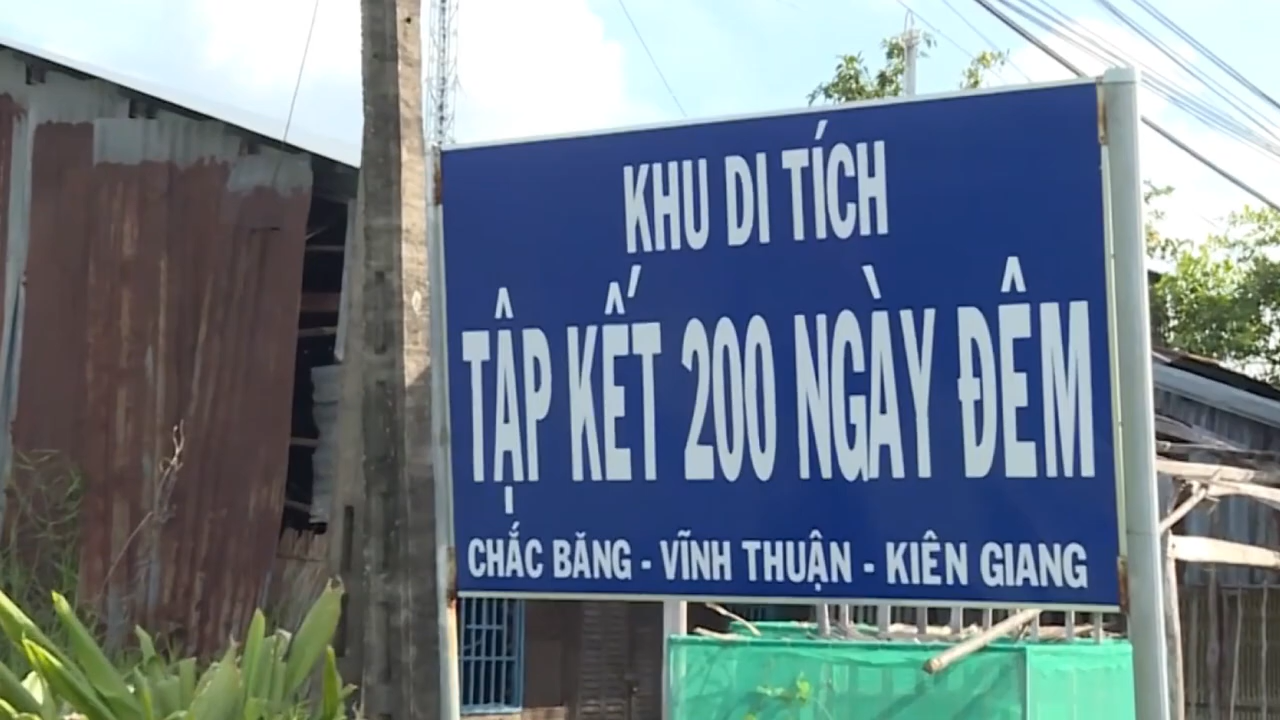 KHU DI TÍCH
TẬP KẾT 200 NGÀY ĐÊM
CHẮC BĂNG - VĨNH THUẬN - KIÊN GIANG